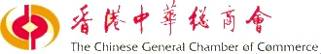 香港中華總商會
The Chinese General Chamber of Commerce